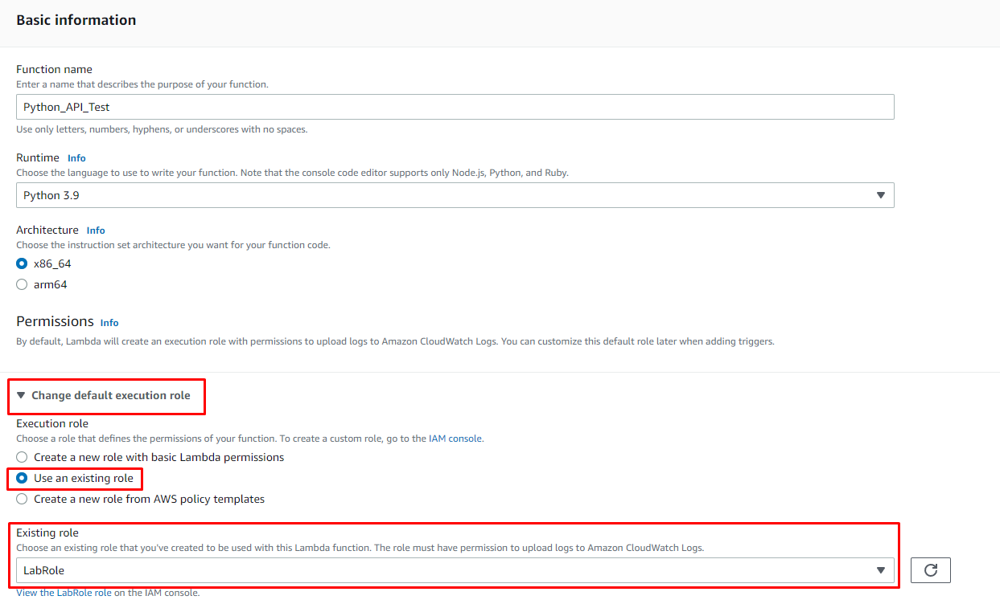 Basic information
Function name
Enter a name that describes the purpose of your function.
Python_API_Test
Use only letters, numbers, hyphens, or underscores with no spaces.
Runtime Info
Choose the language to use to write your function. Note that the console code editor supports only Node.js, Python, and Ruby.
Python 3.9
Architecture Info
Choose the instruction set architecture you want for your function code.
x86_64
arm64
Permissions Info
By default, Lambda will create an execution role with permissions to upload logs to Amazon CloudWatch Logs. You can customize this default role later when adding triggers.
Change default execution role
Execution role
Choose a role that defines the permissions of your function. To create a custom role, go to the IAM console.
Create a new role with basic Lambda permissions
Use an existing role
Create a new role from AWS policy templates
Existing role
Choose an existing role that you've created to be used with this Lambda function. The role must have permission to upload logs to Amazon CloudWatch Logs.
LabRole
View the LabRole role on the IAM console.